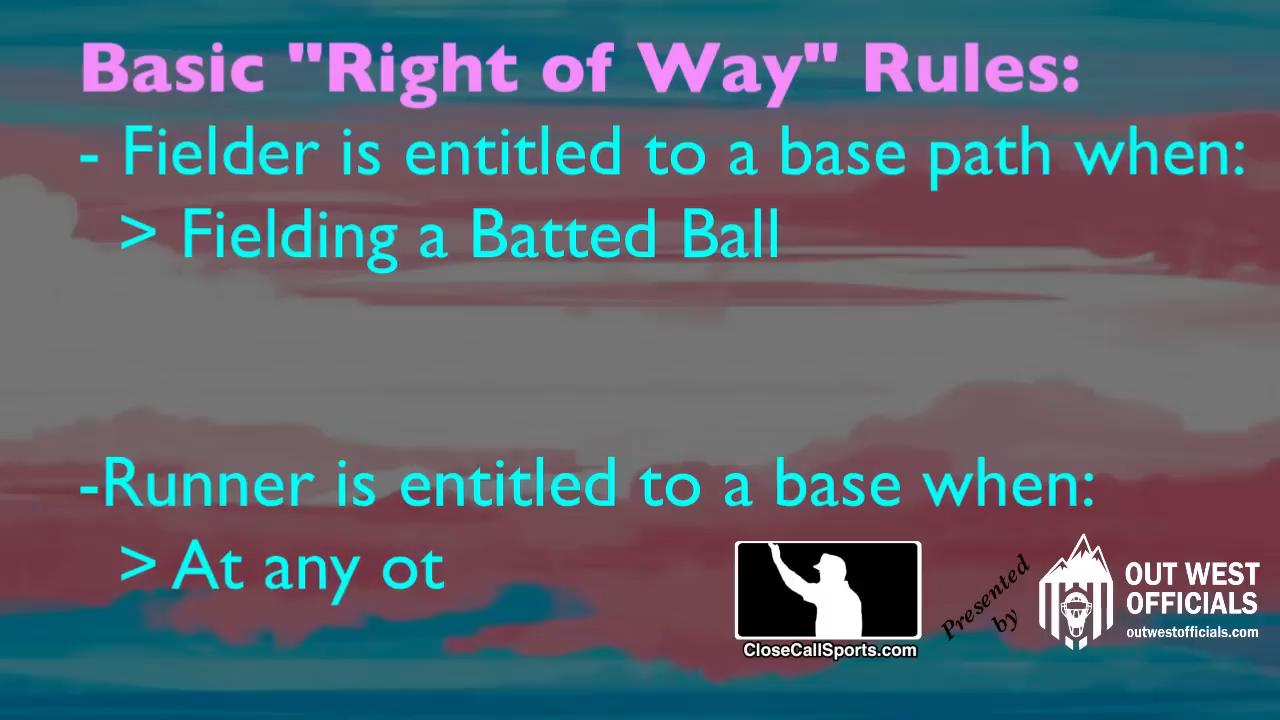 Basic "Right of Way" Rules:
- Fielder is entitled to a base path when:
> Fielding a Batted Ball
-Runner is entitled to a base when:
> At any ot
CloseCallSports.com
Presented
by
OUT WEST
OFFICIALS
outwestofficials.com